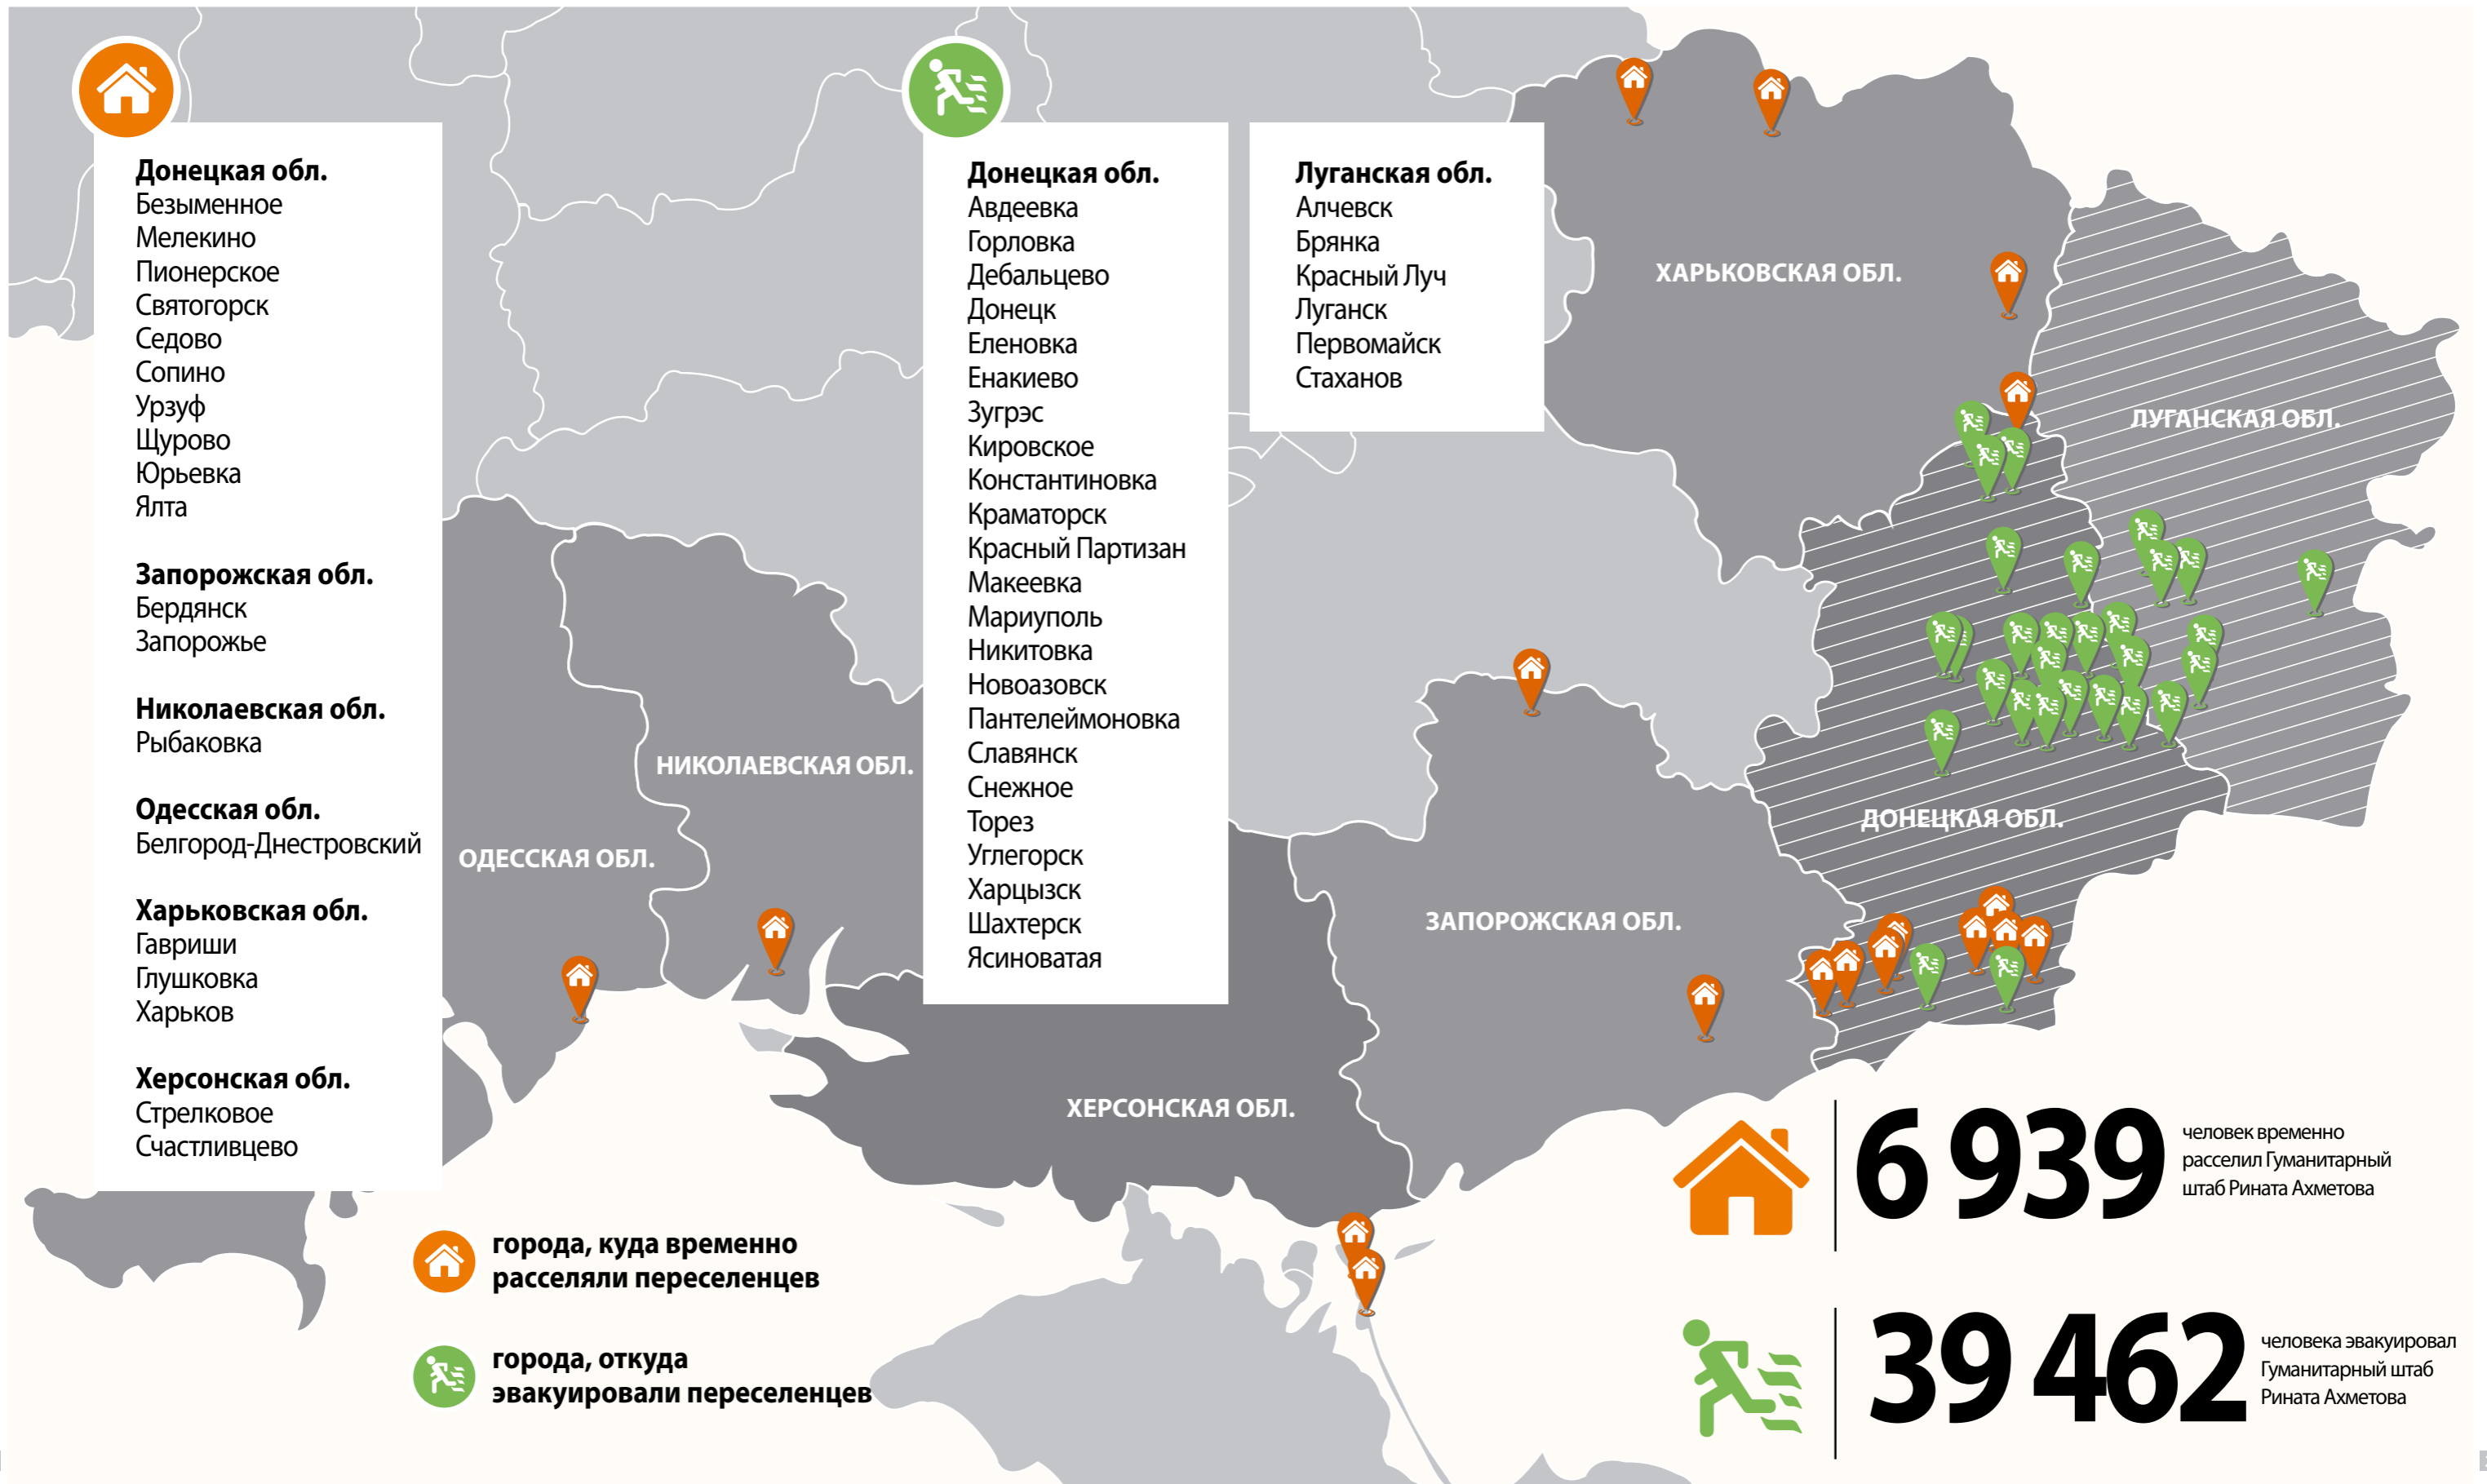 Донецкая обл.
Безыменное
Мелекино
Пионерское
Святогорск
Седово
Сопино
Урзуф
Щурово
Юрьевка
Ялта
Запорожская обл.
Бердянск
Запорожье
Николаевская обл.
Рыбаковка
Одесская обл.
Белгород-Днестровский
Харьковская обл.
Гавриши
Глушковка
Харьков
Херсонская обл.
Стрелковое
Счастливцево
Донецкая обл.
Авдеевка
Горловка
Дебальцево
Донецк
Еленовка
Енакиево
Зугрэс
Кировское
Константиновка
Краматорск
Красный Партизан
Макеевка
Мариуполь
Никитовка
Новоазовск
Пантелеймоновка
Славянск
Снежное
Торез
Углегорск
Харцызск
Шахтерск
Ясиноватая
Луганская обл.
Алчевск
Брянка
Красный Луч
Луганск
Первомайск
Стаханов
ХАРЬКОВСКАЯ ОБЛ.
ЛУГАНСКАЯ ОБЛ.
НИКОЛАЕВСКАЯ ОБЛ.
ДОНЕЦКАЯ ОБЛ.
ОДЕССКАЯ ОБЛ.
ЗАПОРОЖСКАЯ ОБЛ.
ХЕРСОНСКАЯ ОБЛ.
города, куда временно
расселяли переселенцев
города, откуда
эвакуировали переселенцев
6 939
человек временно
расселил Гуманитарный
штаб Рината Ахметова
39 462
человека эвакуировал
Гуманитарный штаб
Рината Ахметова